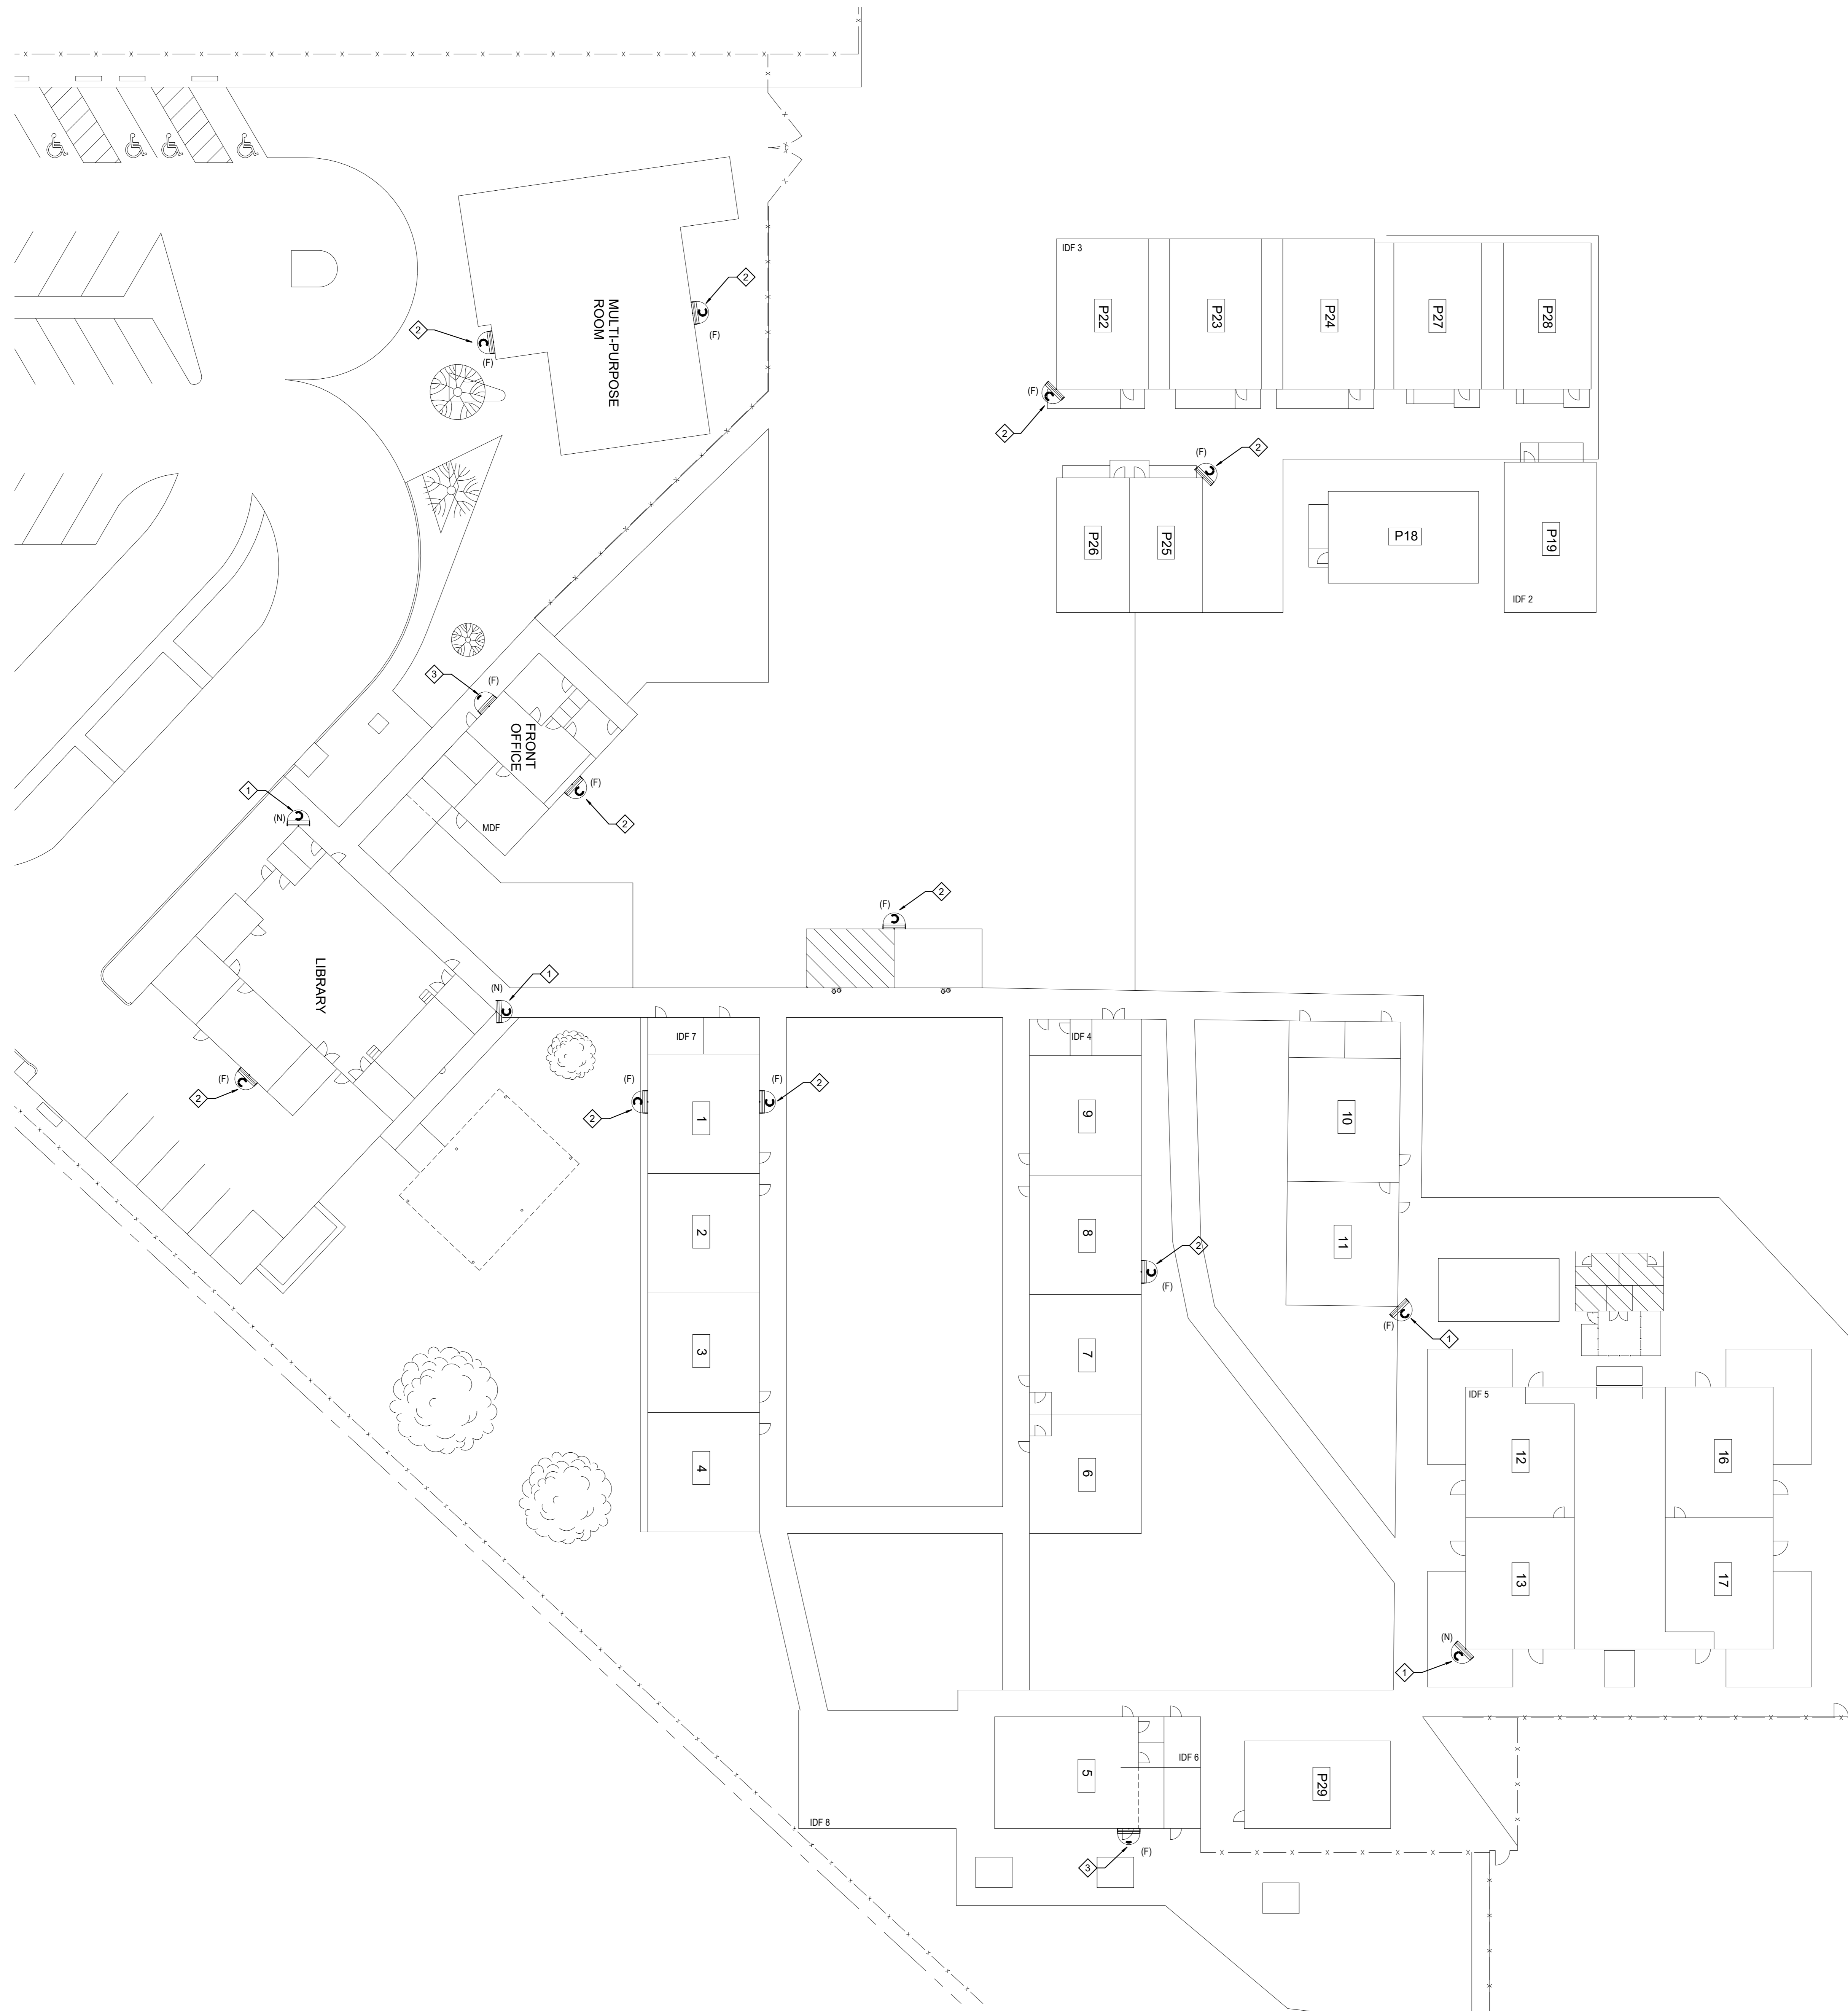 IDF 3
P22
P23
P24
P27
P28
2
(F)
MULTI-PURPOSE
ROOM
2
(F)
(F)
2
(F)
2
P26
P25
P18
P19
IDF 2
3
(F)
FRONT
OFFICE
(F)
2
MDF
1
(N)
(F)
2
LIBRARY
1
(N)
(F)
2
IDF 7
(F)
2
(F)
2
1
2
3
4
IDF 4
9
8
7
6
2
(F)
10
11
(F)
1
IDF 5
12
16
13
17
(N)
1
5
IDF 6
P29
IDF 8
(F)
3